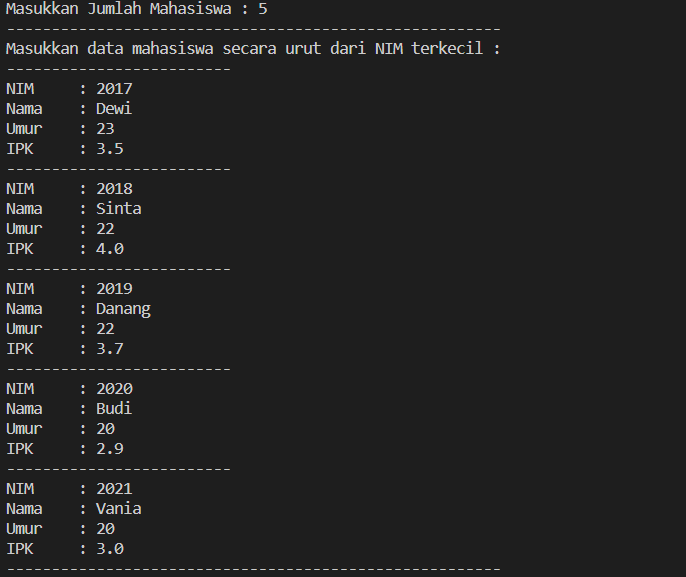 Masukkan Jumlah Mahasiswa : 5
-------------------------------------------------------
Masukkan data mahasiswa secara urut dari NIM terkecil :
-------------------------
NIM     : 2017
Nama    : Dewi
Umur    : 23
IPK     : 3.5
-------------------------
NIM     : 2018
Nama    : Sinta
Umur    : 22
IPK     : 4.0
-------------------------
NIM     : 2019
Nama    : Danang
Umur    : 22
IPK     : 3.7
-------------------------
NIM     : 2020
Nama    : Budi
Umur    : 20
IPK     : 2.9
-------------------------
NIM     : 2021
Nama    : Vania
Umur    : 20
IPK     : 3.0
-------------------------------------------------------